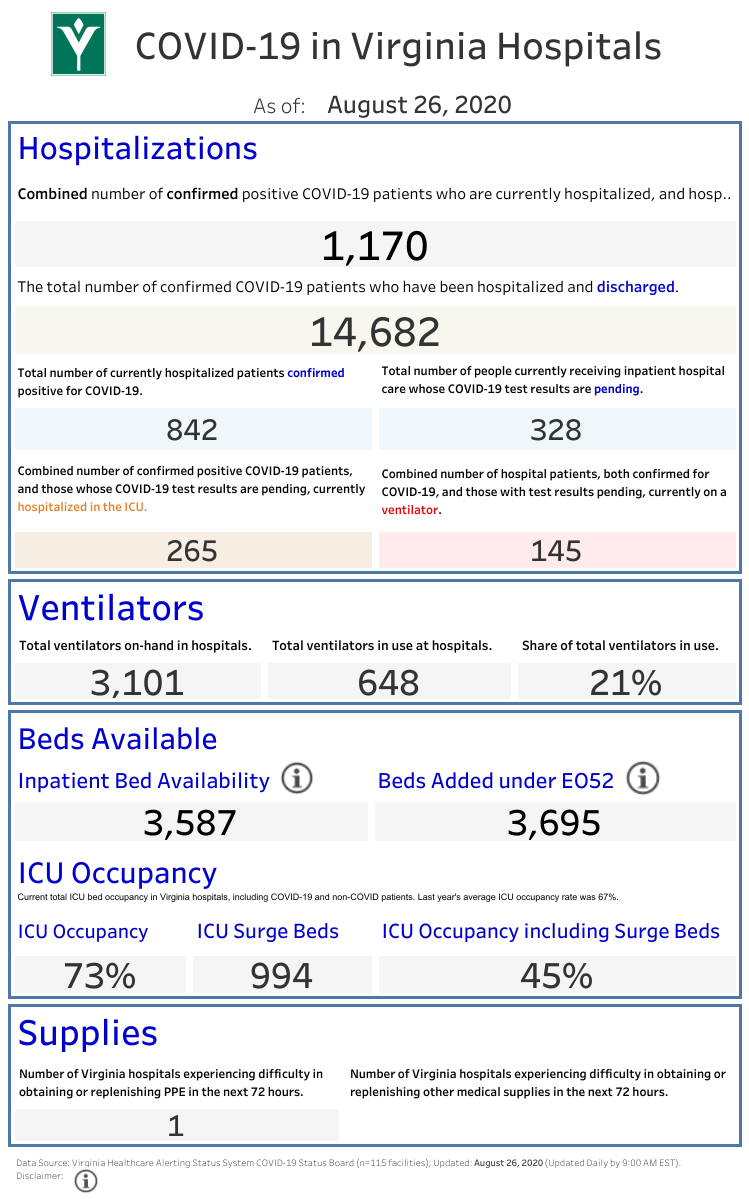 COVID-19 in Virginia Hospitals
As of: August 26, 2020
Hospitalizations
Combined number of confirmed positive COVID-19 patients who are currently hospitalized, and hosp..
1,170
The total number of confirmed COVID-19 patients who have been hospitalized and discharged.
14,682
Total number of currently hospitalized patients confirmed
positive for COVID-19.
Total number of people currently receiving inpatient hospital
care whose COVID-19 test results are pending.
842
328
Combined number of confirmed positive COVID-19 patients,
and those whose COVID-19 test results are pending, currently
hospitalized in the ICU.
Combined number of hospital patients, both confirmed for
COVID-19, and those with test results pending, currently on a
ventilator.
265
145
Ventilators
Total ventilators on-hand in hospitals.
Total ventilators in use at hospitals.
Share of total ventilators in use.
3,101
648
21%
Beds Available
Inpatient Bed Availability
Beds Added under EO52
3,587
3,695
ICU Occupancy
Current total ICU bed occupancy in Virginia hospitals, including COVID-19 and non-COVID patients. Last year's average ICU occupancy rate was 67%.
ICU Occupancy
ICU Surge Beds
ICU Occupancy including Surge Beds
73%
994
45%
Supplies
Number of Virginia hospitals experiencing difficulty in
obtaining or replenishing PPE in the next 72 hours.
Number of Virginia hospitals experiencing difficulty in obtaining or
replenishing other medical supplies in the next 72 hours.
1
Data Source: Virginia Healthcare Alerting Status System COVID-19 Status Board (n=115 facilities); Updated: August 26, 2020 (Updated Daily by 9:00 AM EST).
Disclaimer: